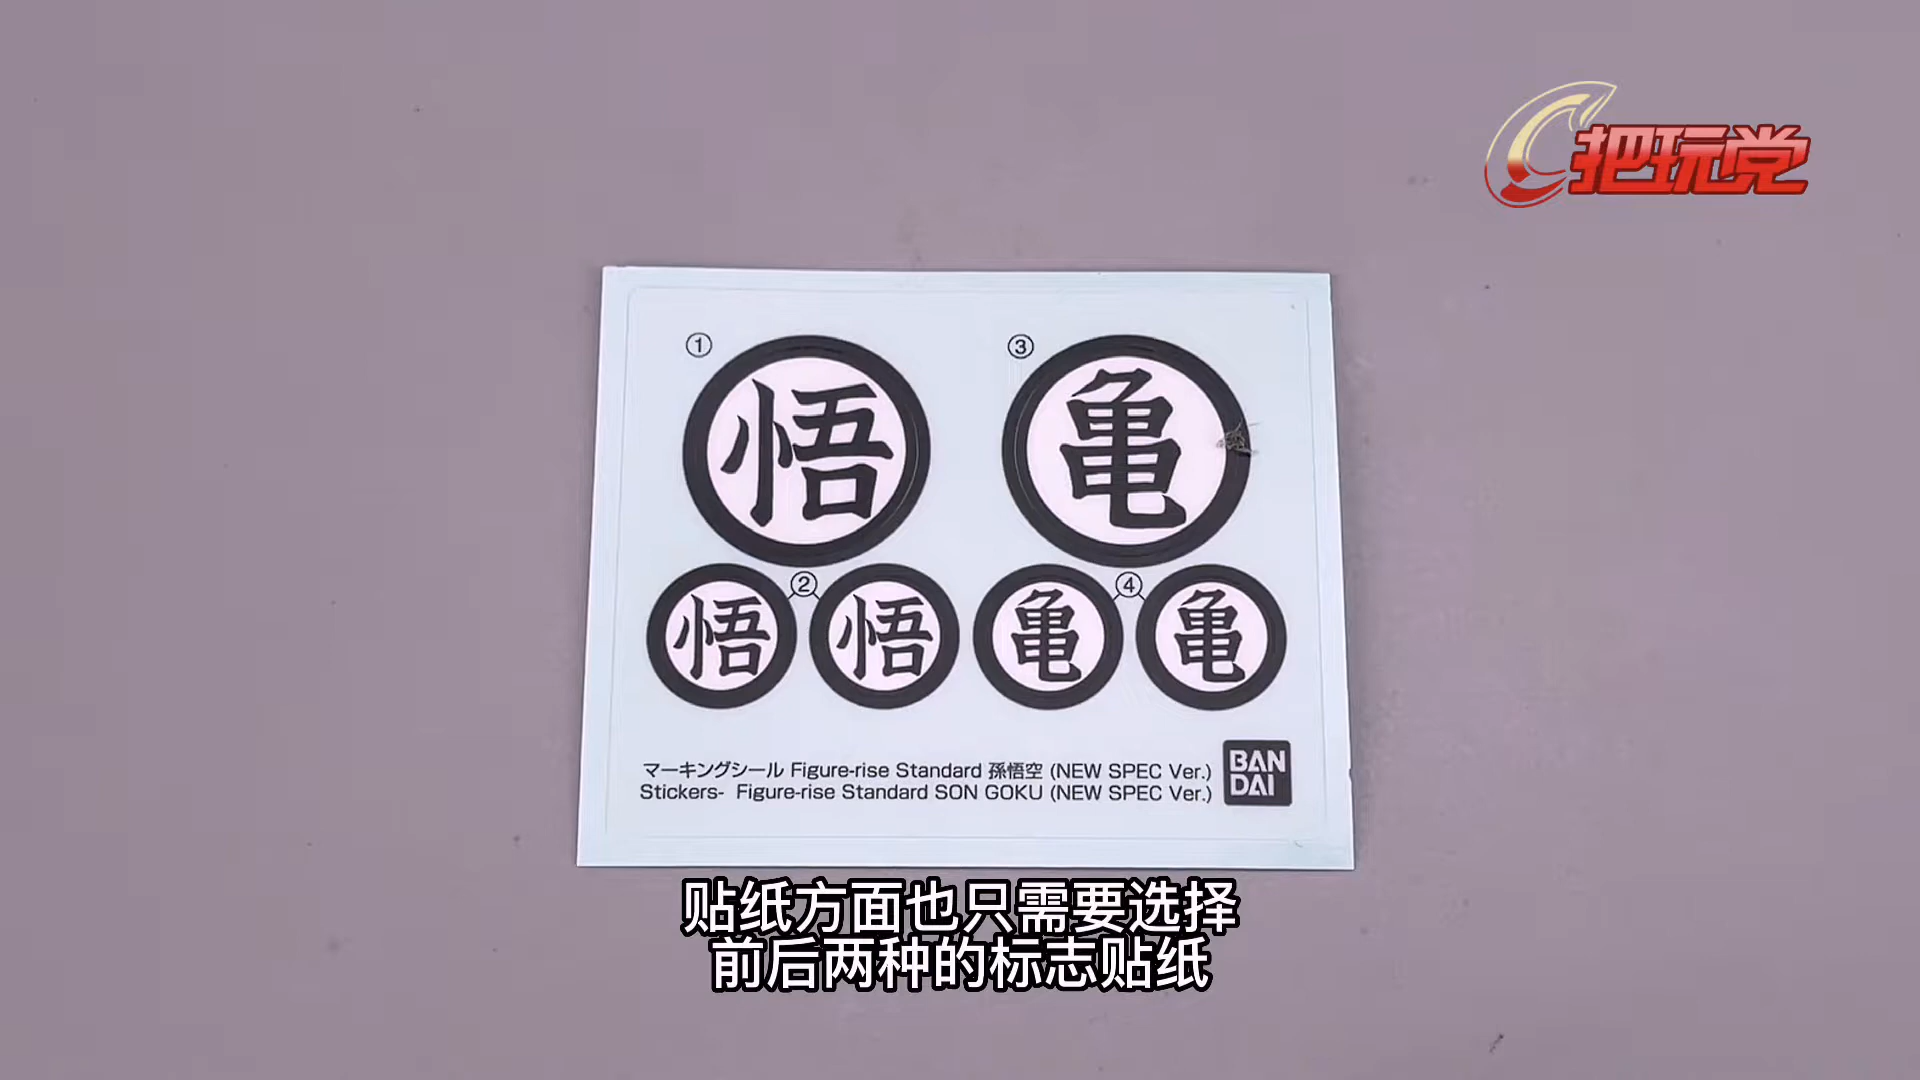 把玩党
① ③
悟 亀
② ④
悟 悟 亀 亀
マーキングシール Figure-rise Standard 孫悟空 (NEW SPEC Ver.)
Stickers- Figure-rise Standard SON GOKU (NEW SPEC Ver.)
BAN
DAI
贴纸方面也只需要选择
前后两种的标志贴纸